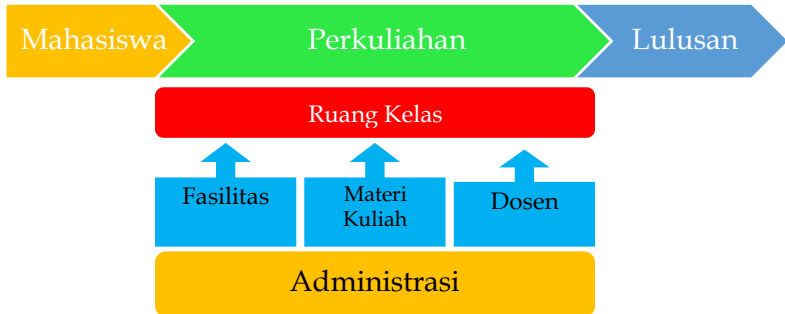 Mahasiswa
Perkuliahan
Lulusan
Ruang Kelas
Fasilitas
Materi
Kuliah
Dosen
Administrasi